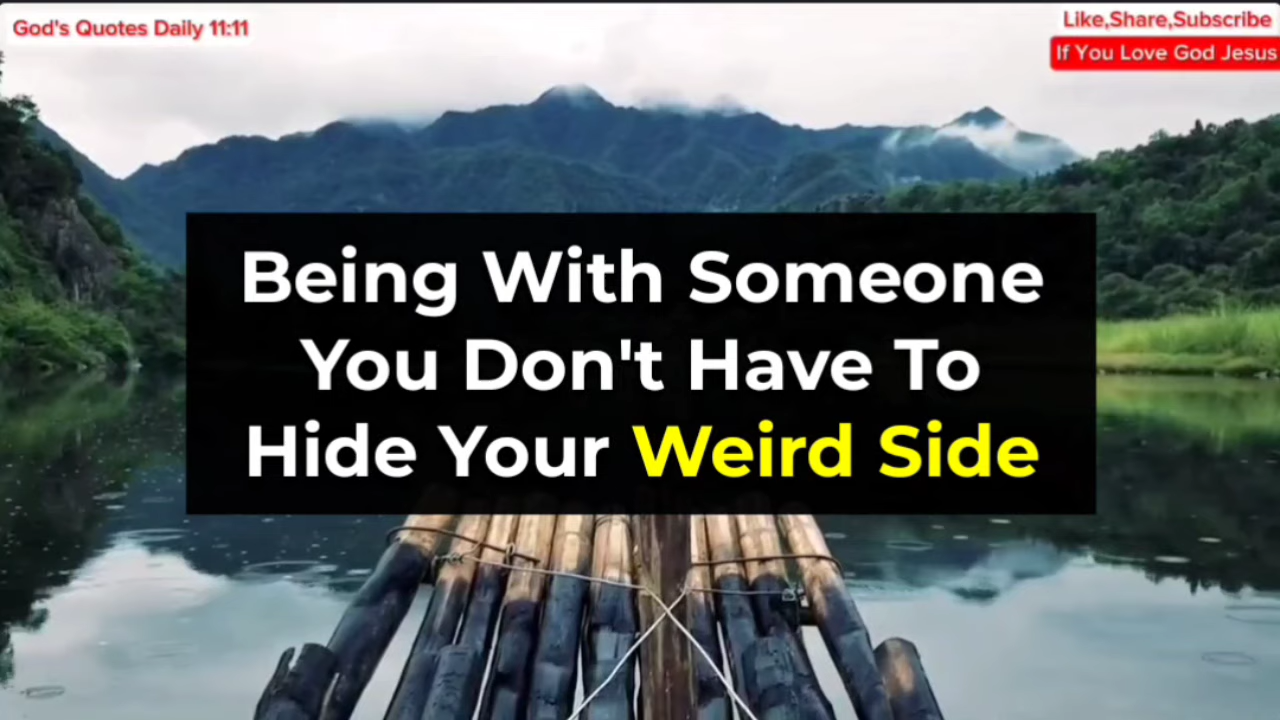 God's Quotes Daily 11:11
Like,Share,Subscribe
If You Love God Jesus
Being With Someone
You Don't Have To
Hide Your Weird Side